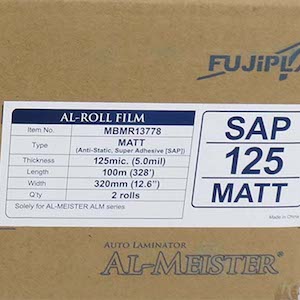 FUJIPLA
AL-ROLL FILM
Item No. MBMR13778
Type MATT
(Anti-Static, Super Adhesive [SAP])
Thickness 125mic. (5.0mil)
Length 100m (328')
Width 320mm (12.6")
Q'ty 2 rolls
Solely for AL-MEISTER ALM series
SAP
125
MATT
Made in China
AUTO LAMINATOR
AL-MEISTER®